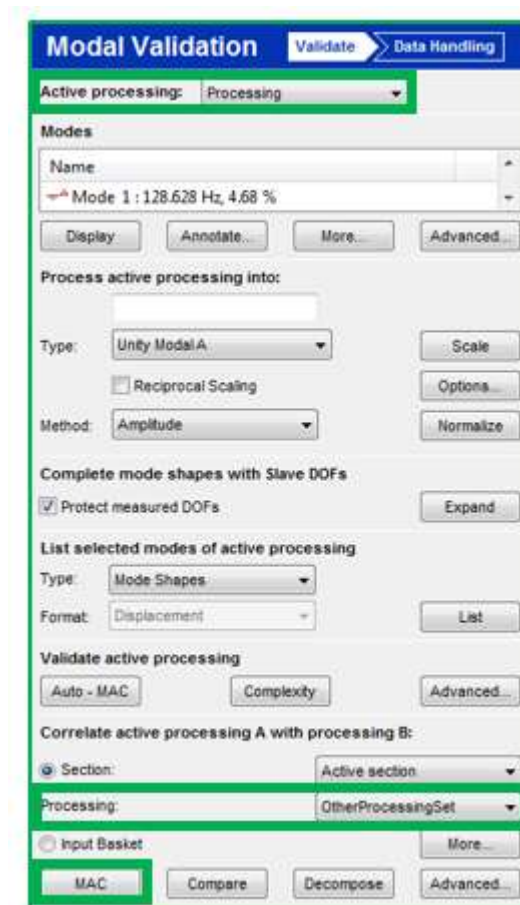 Modal Validation Validate Data Handling
Active processing: Processing
Modes
Name
Mode 1 : 128.628 Hz, 4.68 %
Display Annotate... More... Advanced...
Process active processing into:
Type: Unity Modal A Scale
Reciprocal Scaling Options...
Method: Amplitude Normalize
Complete mode shapes with Slave DOFs
Protect measured DOFs Expand
List selected modes of active processing
Type: Mode Shapes
Format: Displacement List
Validate active processing
Auto - MAC Complexity Advanced...
Correlate active processing A with processing B:
Section: Active section
Processing: OtherProcessingSet
Input Basket More...
MAC Compare Decompose Advanced...